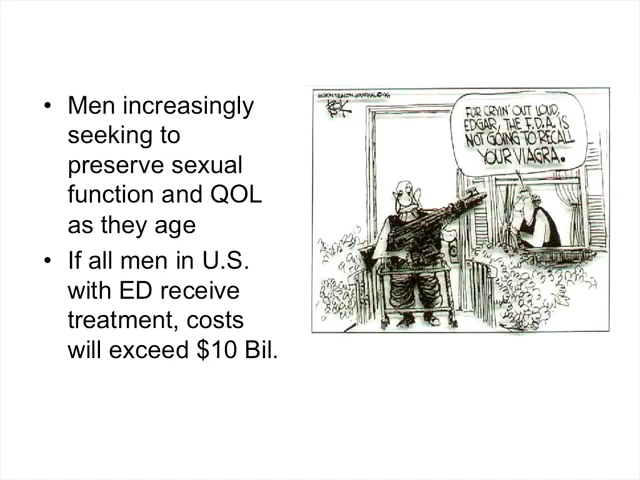 • Men increasingly
seeking to
preserve sexual
function and QOL
as they age
• If all men in U.S.
with ED receive
treatment, costs
will exceed $10 Bil.
FOR CRYIN' OUT LOUD,
EDGAR, THE F.D.A. IS
NOT GOING TO RECALL
YOUR VIAGRA.